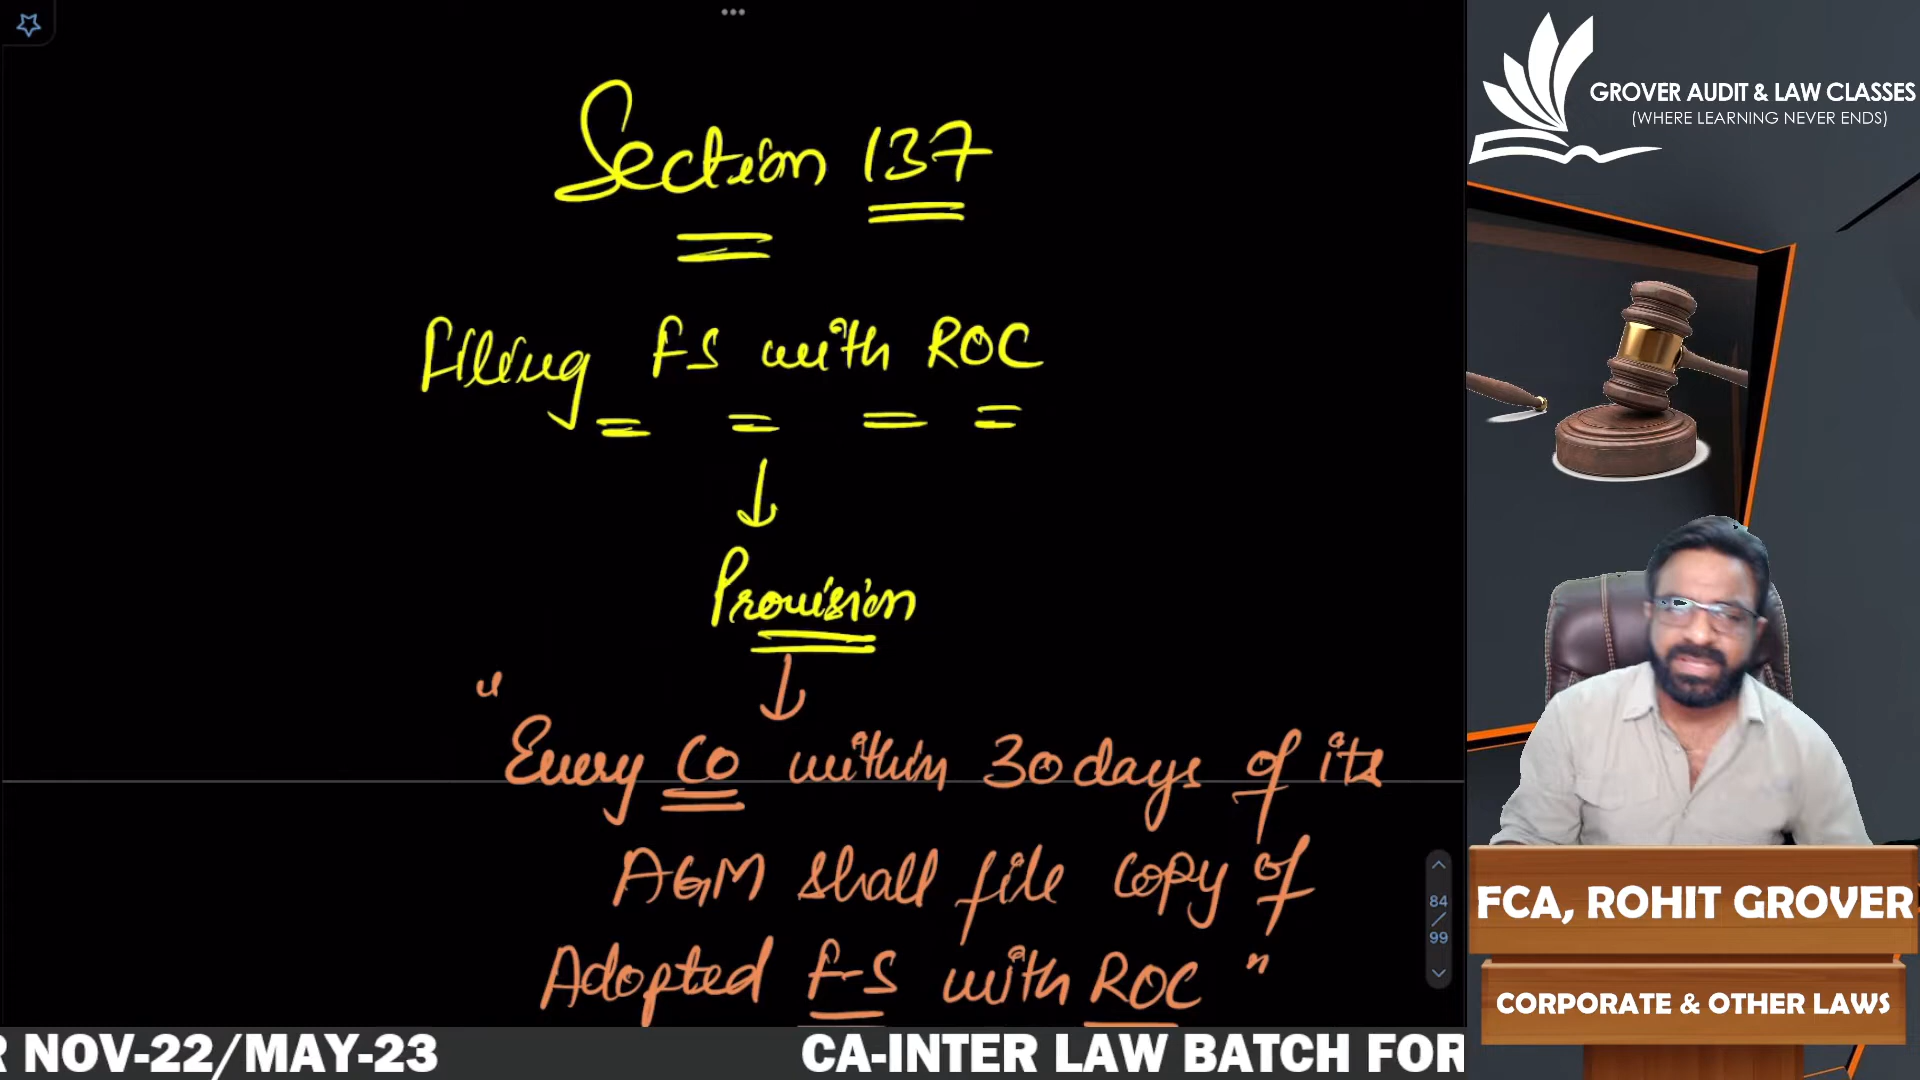 Section 137
Filing FS with ROC
Provision
"Every Co within 30 days of its
AGM shall file copy of
Adopted F-S with ROC"
84
99
GROVER AUDIT & LAW CLASSES
(WHERE LEARNING NEVER ENDS)
FCA, ROHIT GROVER
CORPORATE & OTHER LAWS
R NOV-22/MAY-23 CA-INTER LAW BATCH FOR